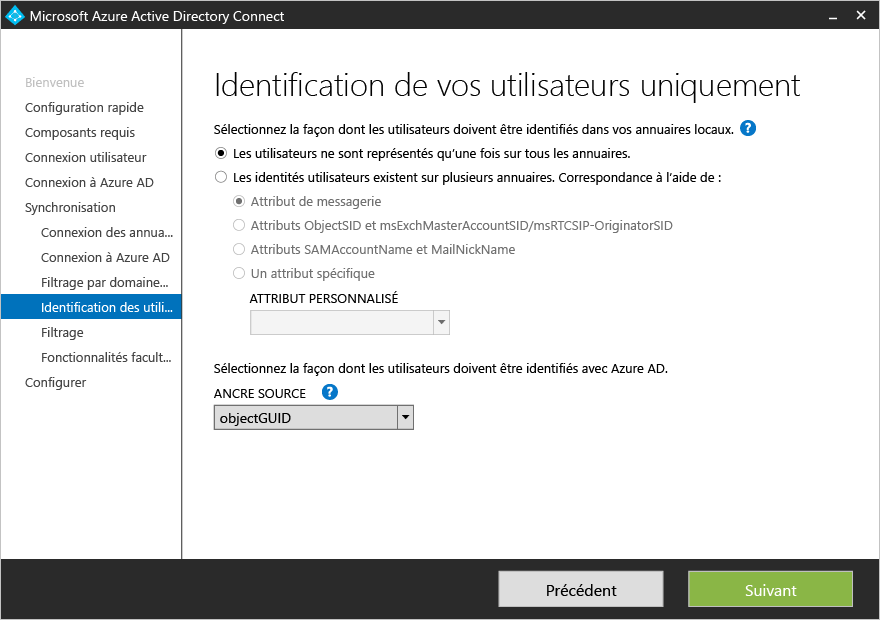 Microsoft Azure Active Directory Connect
Bienvenue
Configuration rapide
Composants requis
Connexion utilisateur
Connexion à Azure AD
Synchronisation
Connexion des annua...
Connexion à Azure AD
Filtrage par domaine...
Identification des utili...
Filtrage
Fonctionnalités facult...
Configurer
Identification de vos utilisateurs uniquement
Sélectionnez la façon dont les utilisateurs doivent être identifiés dans vos annuaires locaux. ?
Les utilisateurs ne sont représentés qu'une fois sur tous les annuaires.
Les identités utilisateurs existent sur plusieurs annuaires. Correspondance à l'aide de :
Attribut de messagerie
Attributs ObjectSID et msExchMasterAccountSID/msRTCSIP-OriginatorSID
Attributs SAMAccountName et MailNickName
Un attribut spécifique
ATTRIBUT PERSONNALISÉ
Sélectionnez la façon dont les utilisateurs doivent être identifiés avec Azure AD.
ANCRE SOURCE ?
objectGUID
Précédent
Suivant